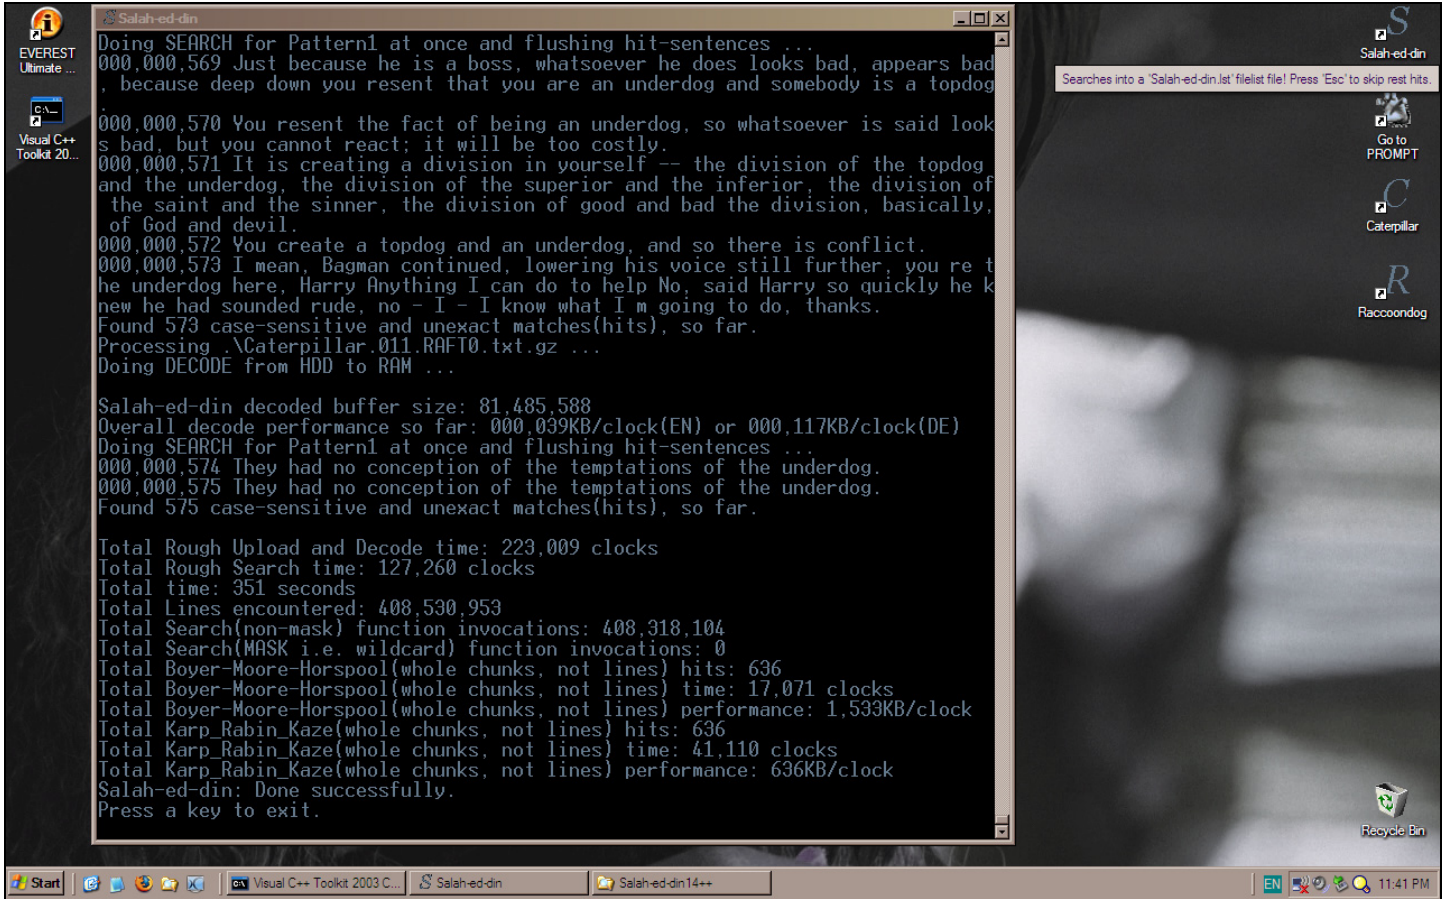 EVEREST
Ultimate ...
Visual C++
Toolkit 20...
Salah-ed-din
Doing SEARCH for Pattern1 at once and flushing hit-sentences ...
000,000,569 Just because he is a boss, whatsoever he does looks bad, appears bad
, because deep down you resent that you are an underdog and somebody is a topdog
.
000,000,570 You resent the fact of being an underdog, so whatsoever is said look
s bad, but you cannot react; it will be too costly.
000,000,571 It is creating a division in yourself -- the division of the topdog
and the underdog, the division of the superior and the inferior, the division of
the saint and the sinner, the division of good and bad the division, basically,
of God and devil.
000,000,572 You create a topdog and an underdog, and so there is conflict.
000,000,573 I mean, Bagman continued, lowering his voice still further, you re t
he underdog here, Harry Anything I can do to help No, said Harry so quickly he k
new he had sounded rude, no - I - I know what I m going to do, thanks.
Found 573 case-sensitive and unexact matches(hits), so far.
Processing .\Caterpillar.011.RAFT0.txt.gz ...
Doing DECODE from HDD to RAM ...
Salah-ed-din decoded buffer size: 81,485,588
Overall decode performance so far: 000,039KB/clock(EN) or 000,117KB/clock(DE)
Doing SEARCH for Pattern1 at once and flushing hit-sentences ...
000,000,574 They had no conception of the temptations of the underdog.
000,000,575 They had no conception of the temptations of the underdog.
Found 575 case-sensitive and unexact matches(hits), so far.
Total Rough Upload and Decode time: 223,009 clocks
Total Rough Search time: 127,260 clocks
Total time: 351 seconds
Total Lines encountered: 408,530,953
Total Search(non-mask) function invocations: 408,318,104
Total Search(MASK i.e. wildcard) function invocations: 0
Total Boyer-Moore-Horspool(whole chunks, not lines) hits: 636
Total Boyer-Moore-Horspool(whole chunks, not lines) time: 17,071 clocks
Total Boyer-Moore-Horspool(whole chunks, not lines) performance: 1,533KB/clock
Total Karp_Rabin_Kaze(whole chunks, not lines) hits: 636
Total Karp_Rabin_Kaze(whole chunks, not lines) time: 41,110 clocks
Total Karp_Rabin_Kaze(whole chunks, not lines) performance: 636KB/clock
Salah-ed-din: Done successfully.
Press a key to exit.
S
Salah-ed-din
Searches into a 'Salah-ed-din.lst' filelist file! Press 'Esc' to skip rest hits.
Go to
PROMPT
C
Caterpillar
R
Raccoondog
Recycle Bin
Start
Visual C++ Toolkit 2003 C...
Salah-ed-din
Salah-ed-din14++
EN
11:41 PM